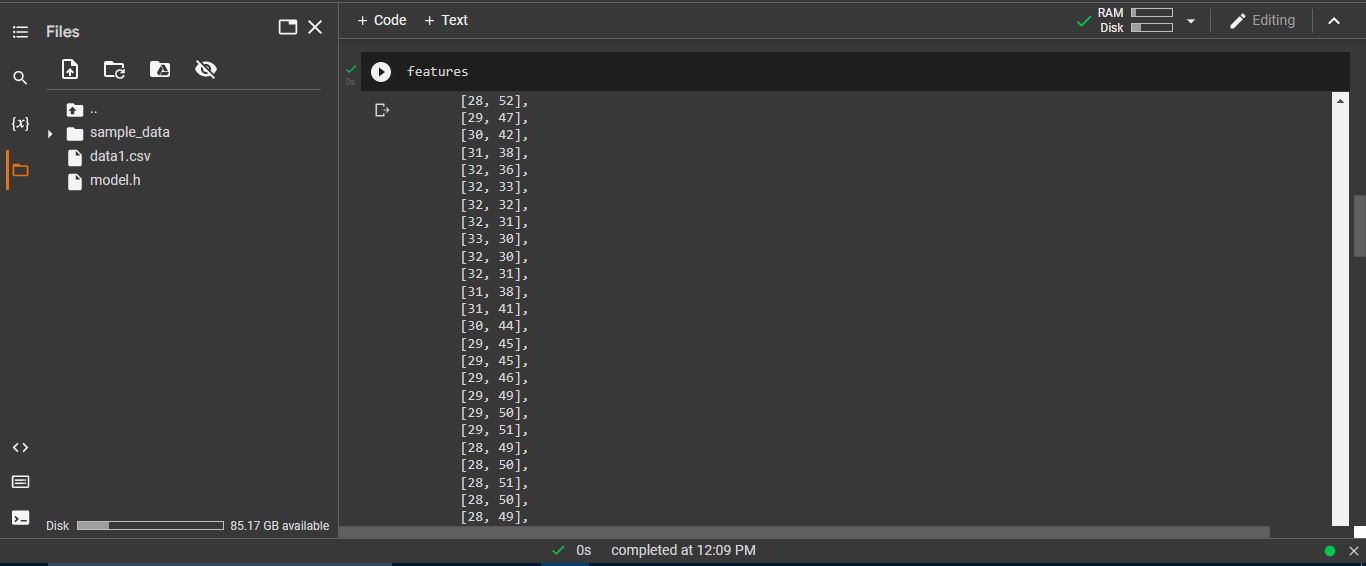 Files
{x}
..
sample_data
data1.csv
model.h
Disk 85.17 GB available
+ Code + Text
RAM
Disk
Editing
0s
features
[28, 52],
[29, 47],
[30, 42],
[31, 38],
[32, 36],
[32, 33],
[32, 32],
[32, 31],
[33, 30],
[32, 30],
[32, 31],
[31, 38],
[31, 41],
[30, 44],
[29, 45],
[29, 45],
[29, 46],
[29, 49],
[29, 50],
[29, 51],
[28, 49],
[28, 50],
[28, 51],
[28, 50],
[28, 49],
0s completed at 12:09 PM